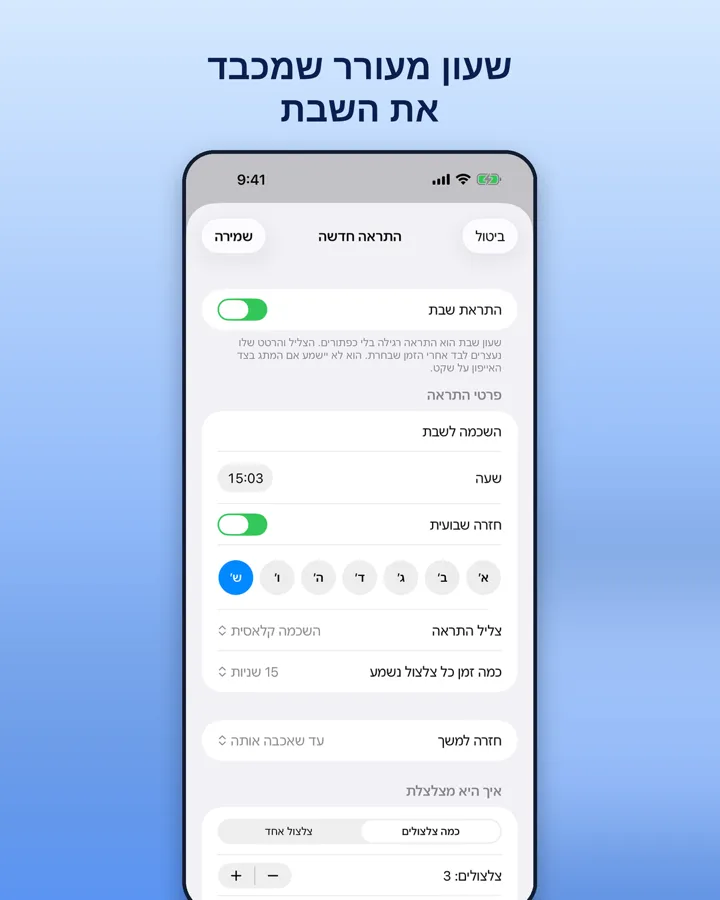 שעון מעורר שמכבד
את השבת
9:41
ביטול
התראה חדשה
שמירה
התראת שבת
שעון שבת הוא התראה רגילה בלי כפתורים. הצליל והרטט שלו
נעצרים לבד אחרי הזמן שבחרת. הוא לא יישמע אם המתג בצד
האייפון על שקט.
פרטי התראה
השכמה לשבת
שעה
15:03
חזרה שבועית
א׳ ב׳ ג׳ ד׳ ה׳ ו׳ ש׳
צליל התראה
השכמה קלאסית
כמה זמן כל צלצול נשמע
15 שניות
חזרה למשך
עד שאכבה אותה
איך היא מצלצלת
כמה צלצולים
צלצול אחד
צלצולים: 3
− +